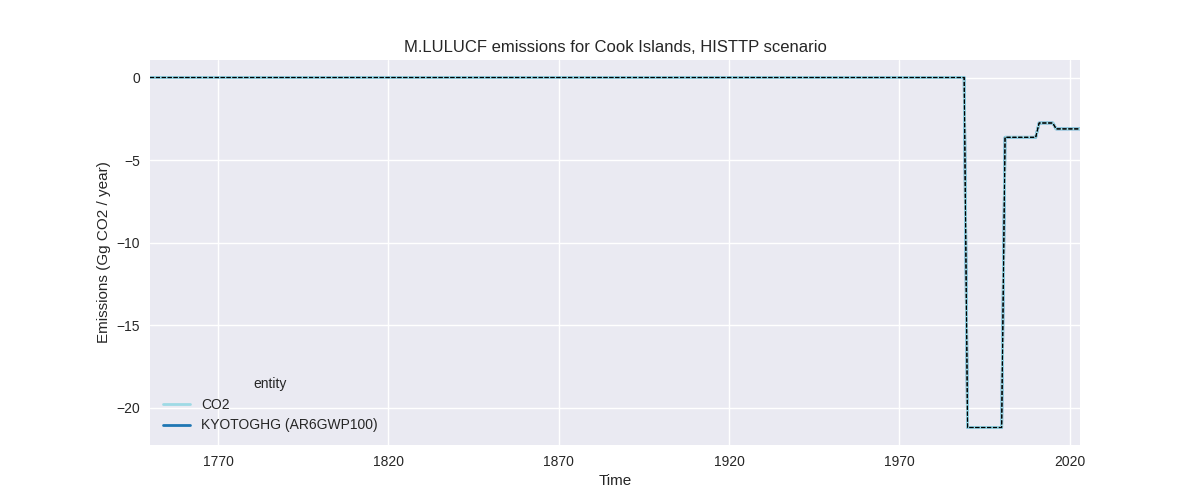 M.LULUCF emissions for Cook Islands, HISTTP scenario
Emissions (Gg CO2 / year)
0
−5
−10
−15
−20
entity
CO2
KYOTOGHG (AR6GWP100)
1770
1820
1870
1920
1970
2020
Time